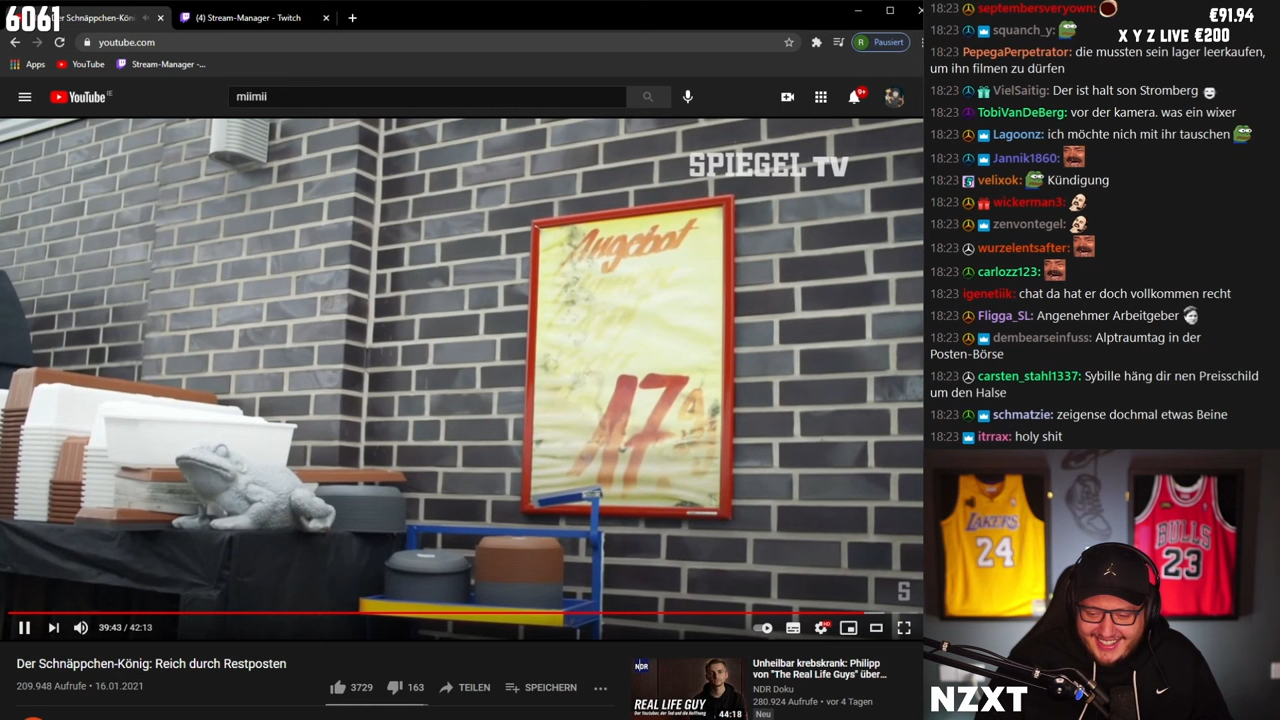 6061
er Schnäppchen-Köni
(4) Stream-Manager - Twitch
youtube.com
Pausiert
Apps
YouTube
Stream-Manager -...
YouTube IE
miimii
9+
SPIEGEL TV
Angebot
17
S
39:43 / 42:13
HD
Der Schnäppchen-König: Reich durch Restposten
209.948 Aufrufe • 16.01.2021
3729
163
TEILEN
SPEICHERN
NDR
REAL LIFE GUY
44:18
Unheilbar krebskrank: Philipp
von "The Real Life Guys" über...
NDR Doku
280.924 Aufrufe • vor 4 Tagen
Neu
€91.94
X Y Z LIVE €200
septembersveryown:
18:23 squanch_y:
18:23 PepegaPerpetrator: die mussten sein lager leerkaufen,
um ihn filmen zu dürfen
18:23 VielSaitig: Der ist halt son Stromberg
18:23 TobiVanDeBerg: vor der kamera. was ein wixer
18:23 Lagoonz: ich möchte nich mit ihr tauschen
18:23 Jannik1860:
18:23 velixok: Kündigung
18:23 wickerman3:
18:23 zenvontegel:
18:23 wurzelentsafter:
18:23 carlozz123:
18:23 igenetiik: chat da hat er doch vollkommen recht
18:23 Fligga_SL: Angenehmer Arbeitgeber
18:23 dembearseinfuss: Alptraumtag in der
Posten-Börse
18:23 carsten_stahl1337: Sybille häng dir nen Preisschild
um den Halse
18:23 schmatzie: zeigense dochmal etwas Beine
18:23 itrrax: holy shit
LAKERS
24
BULLS
23
NZXT